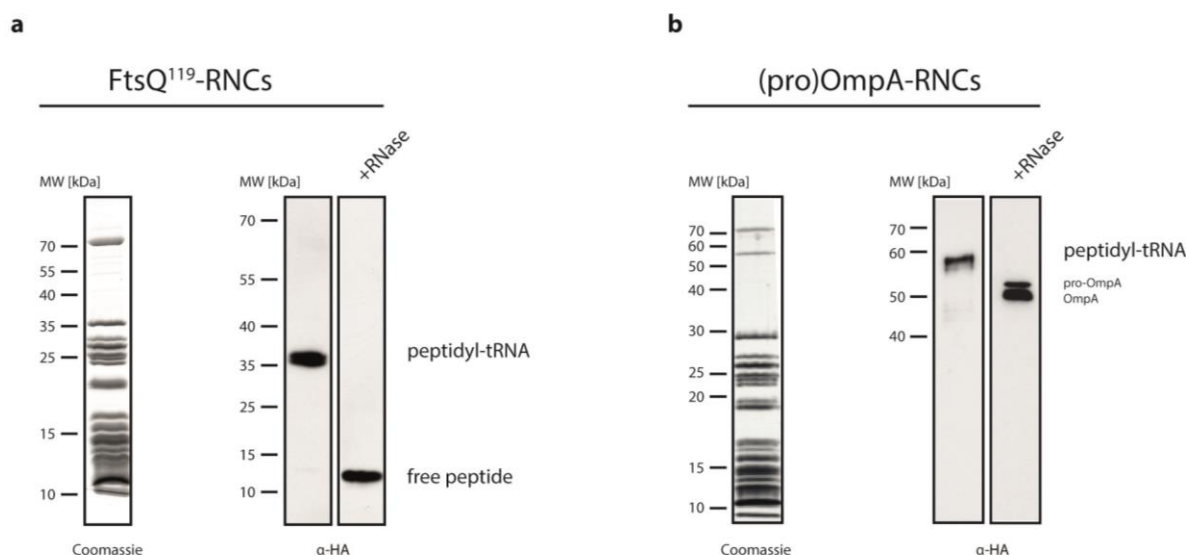 a
FtsQ¹¹⁹-RNCs
MW [kDa]
70
55
40
35
25
15
10
Coomassie
MW [kDa]
+RNase
70
55
40
35
25
15
10
peptidyl-tRNA
free peptide
α-HA
b
(pro)OmpA-RNCs
MW [kDa]
70
60
50
40
30
25
20
15
10
Coomassie
MW [kDa]
+RNase
70
60
50
40
peptidyl-tRNA
pro-OmpA
OmpA
α-HA